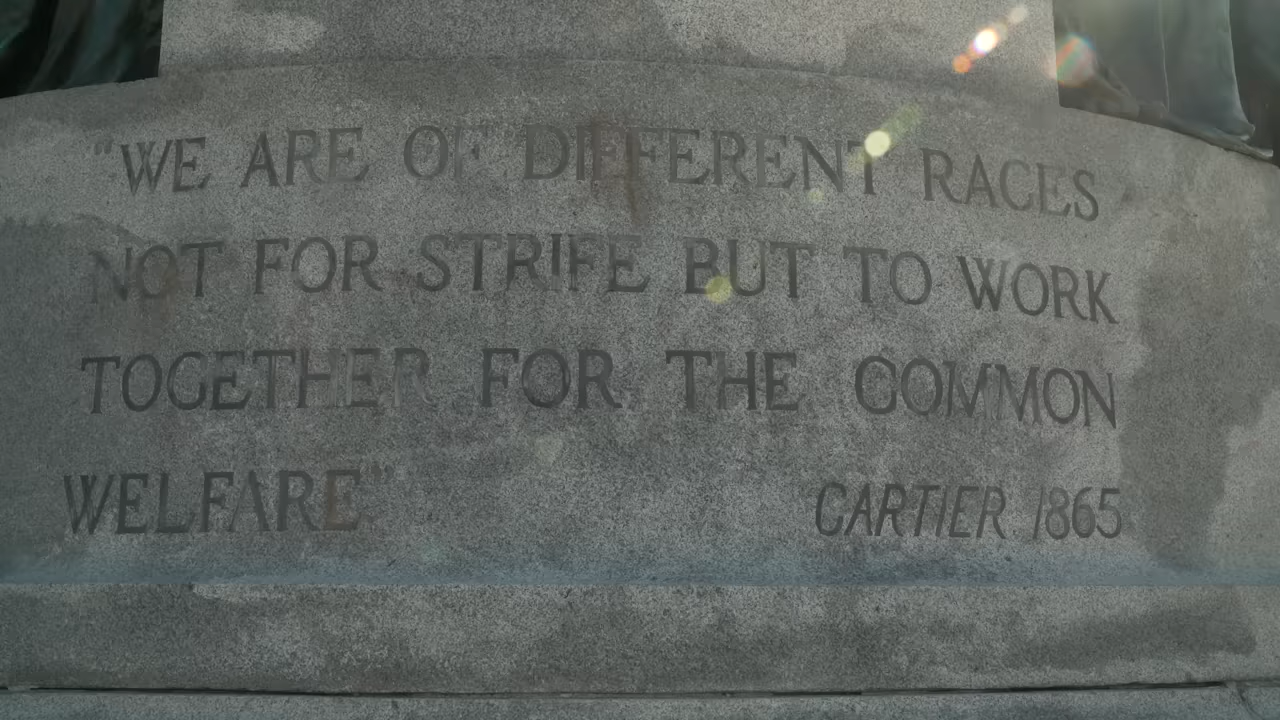 "WE ARE OF DIFFERENT RACES
NOT FOR STRIFE BUT TO WORK
TOGETHER FOR THE COMMON
WELFARE" CARTIER 1865